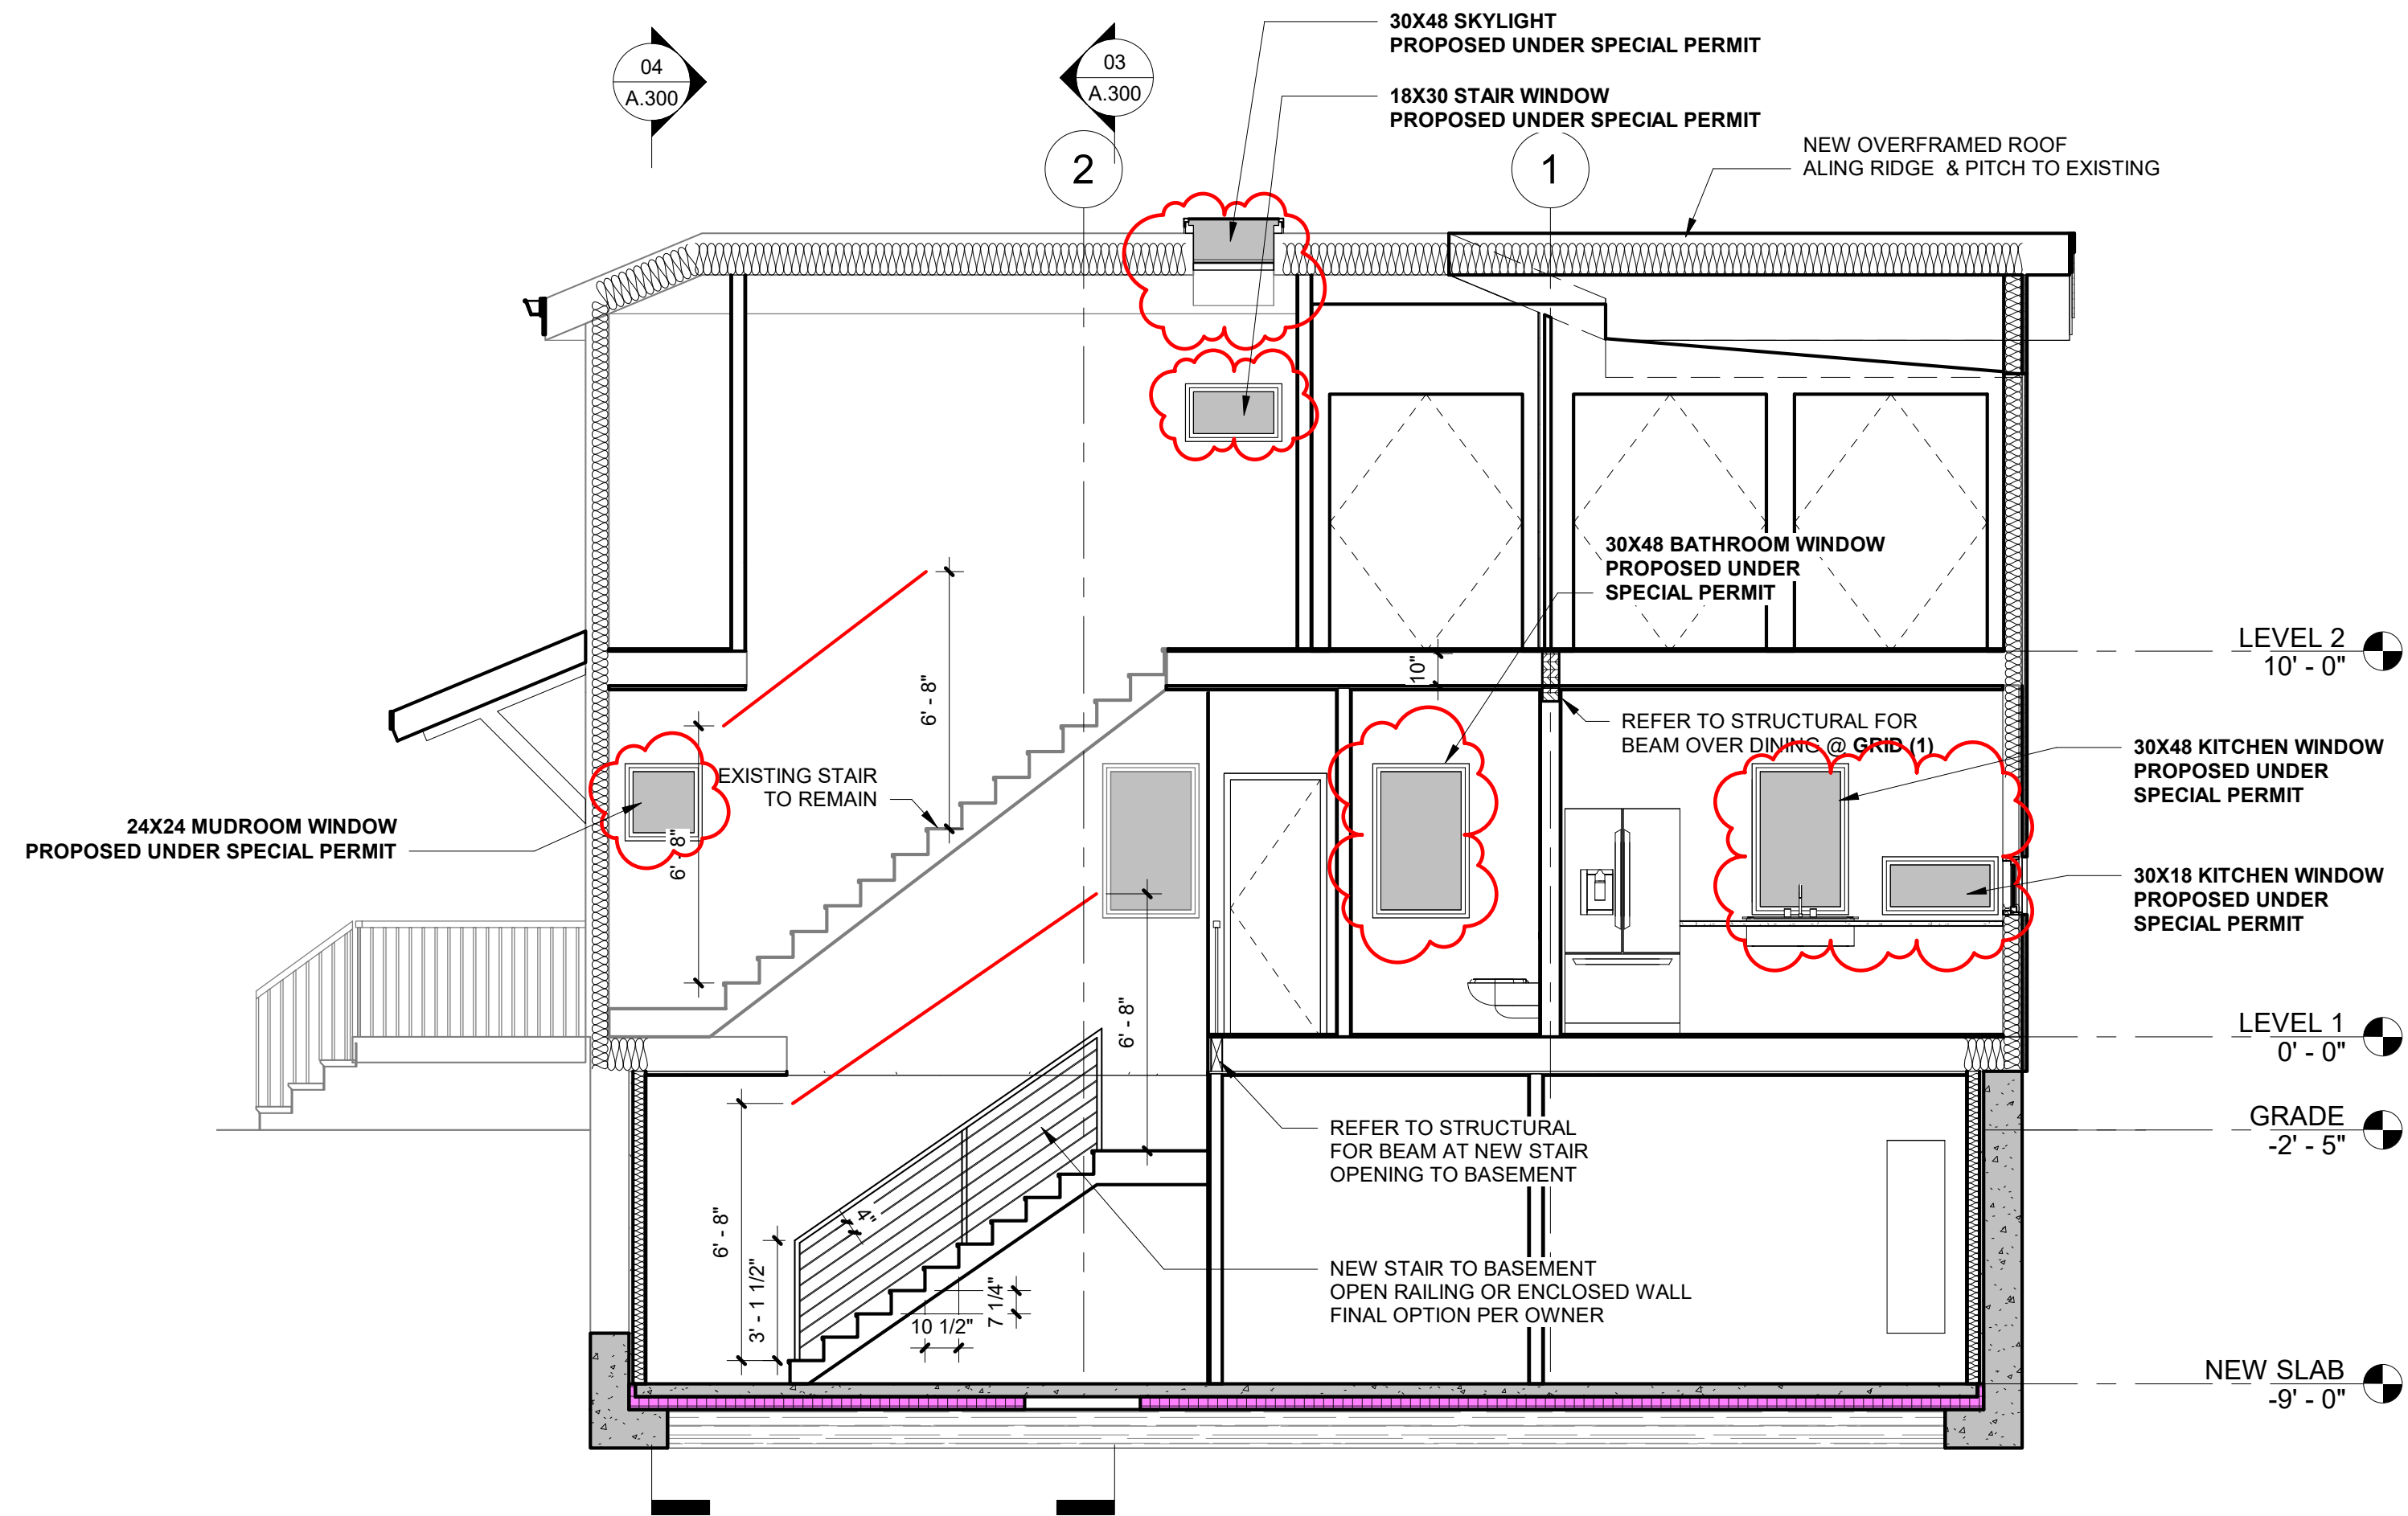 30X48 SKYLIGHT
PROPOSED UNDER SPECIAL PERMIT
04
A.300
03
A.300
18X30 STAIR WINDOW
PROPOSED UNDER SPECIAL PERMIT
2
1
NEW OVERFRAMED ROOF
ALING RIDGE & PITCH TO EXISTING
30X48 BATHROOM WINDOW
PROPOSED UNDER
SPECIAL PERMIT
LEVEL 2
10' - 0"
10"
6' - 8"
REFER TO STRUCTURAL FOR
BEAM OVER DINING @ GRID (1)
30X48 KITCHEN WINDOW
PROPOSED UNDER
SPECIAL PERMIT
EXISTING STAIR
TO REMAIN
24X24 MUDROOM WINDOW
PROPOSED UNDER SPECIAL PERMIT
6' - 8"
30X18 KITCHEN WINDOW
PROPOSED UNDER
SPECIAL PERMIT
6' - 8"
LEVEL 1
0' - 0"
GRADE
-2' - 5"
REFER TO STRUCTURAL
FOR BEAM AT NEW STAIR
OPENING TO BASEMENT
4"
6' - 8"
3' - 1 1/2"
7 1/4"
10 1/2"
NEW STAIR TO BASEMENT
OPEN RAILING OR ENCLOSED WALL
FINAL OPTION PER OWNER
NEW SLAB
-9' - 0"